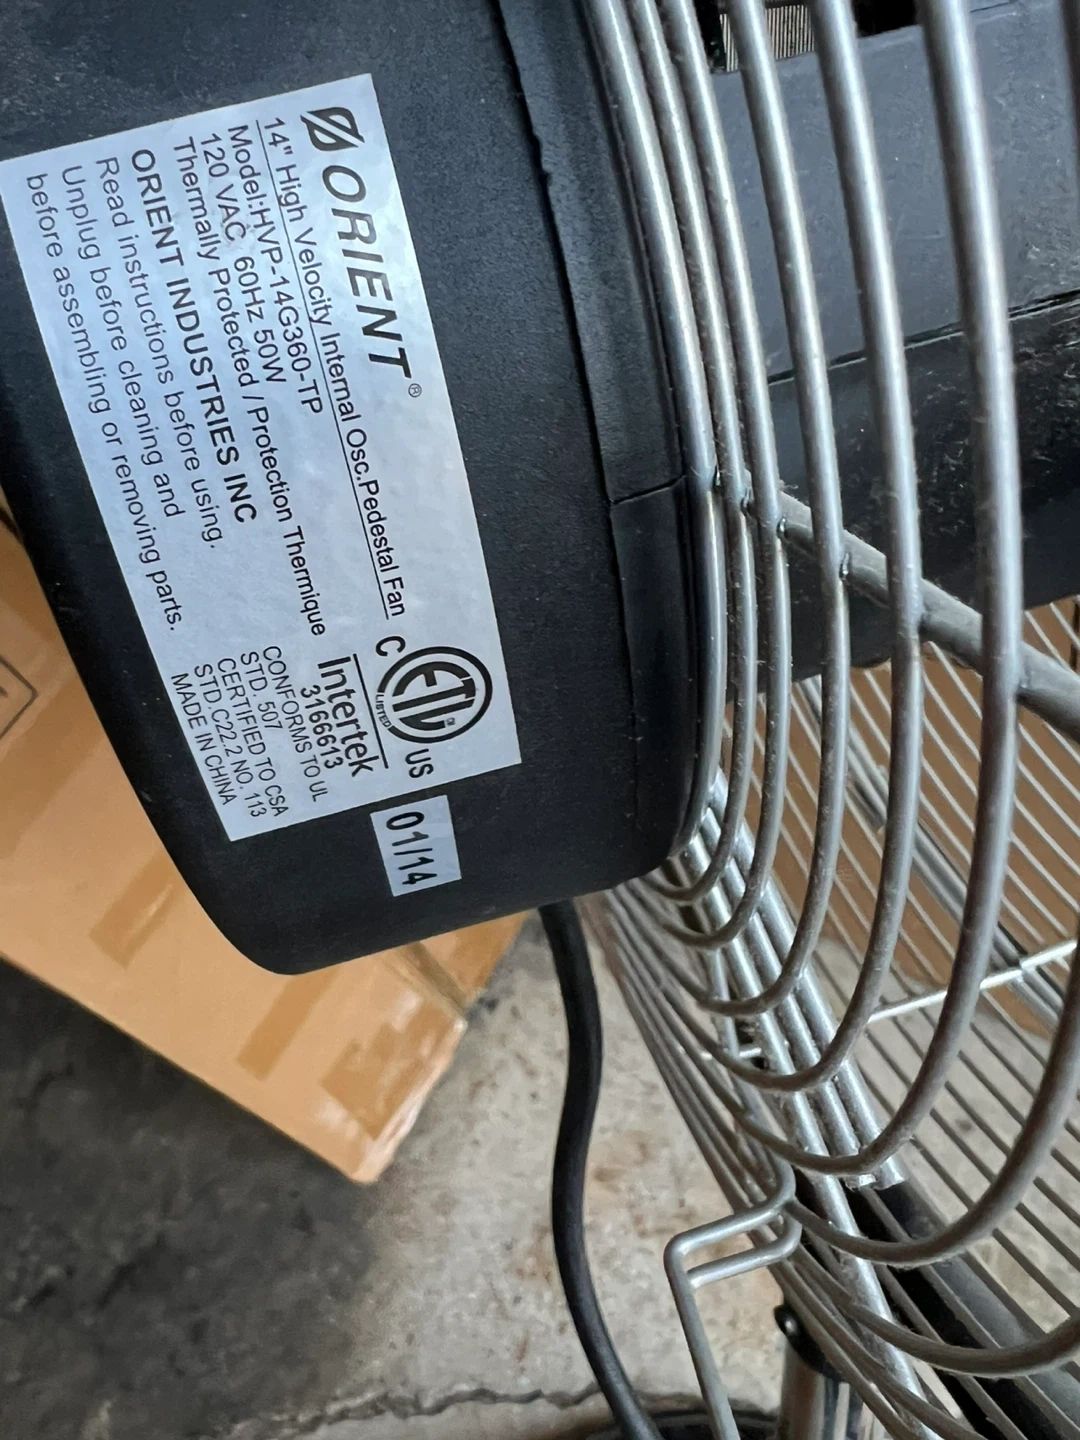 ORIENT®
14" High Velocity Internal Osc.Pedestal Fan
Model:HVP-14G360-TP
120 VAC 60Hz 50W
Thermally Protected / Protection Thermique
ORIENT INDUSTRIES INC
Read instructions before using.
Unplug before cleaning and
before assembling or removing parts.
C ETL US
LISTED
Intertek
3166613
CONFORMS TO UL
STD. 507
CERTIFIED TO CSA
STD C22.2 NO. 113
MADE IN CHINA
01/14